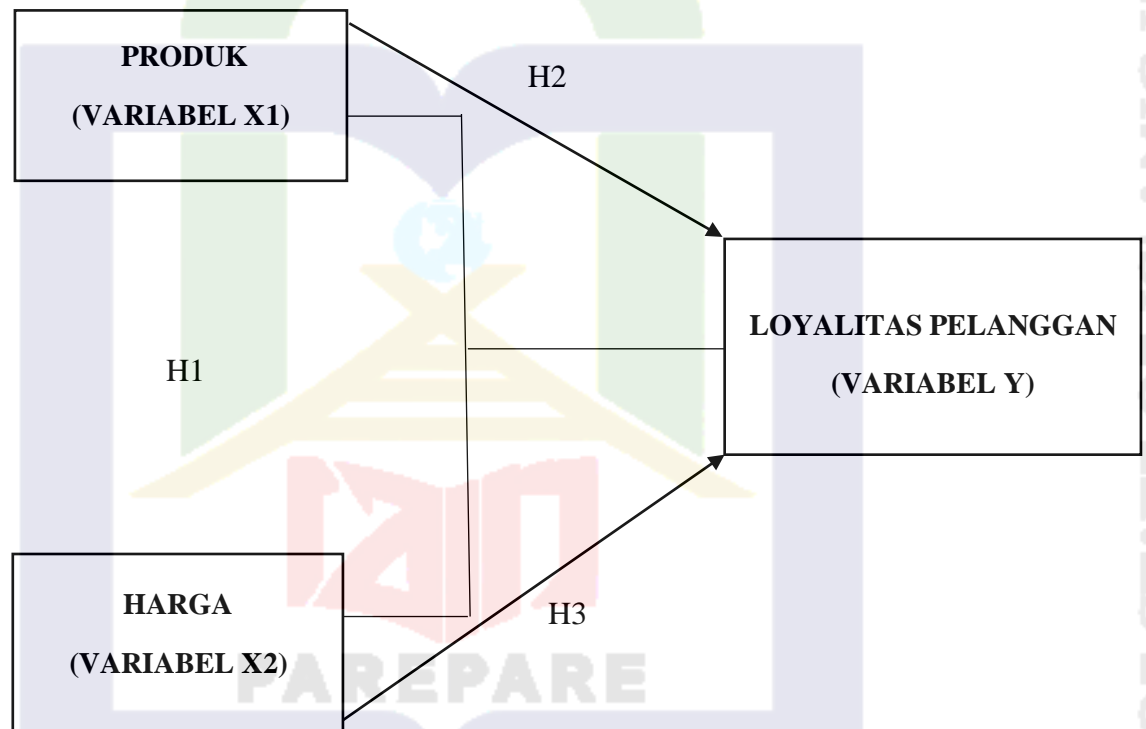 PRODUK
(VARIABEL X1)
H2
LOYALITAS PELANGGAN
(VARIABEL Y)
H1
HARGA
(VARIABEL X2)
H3
PAREPARE